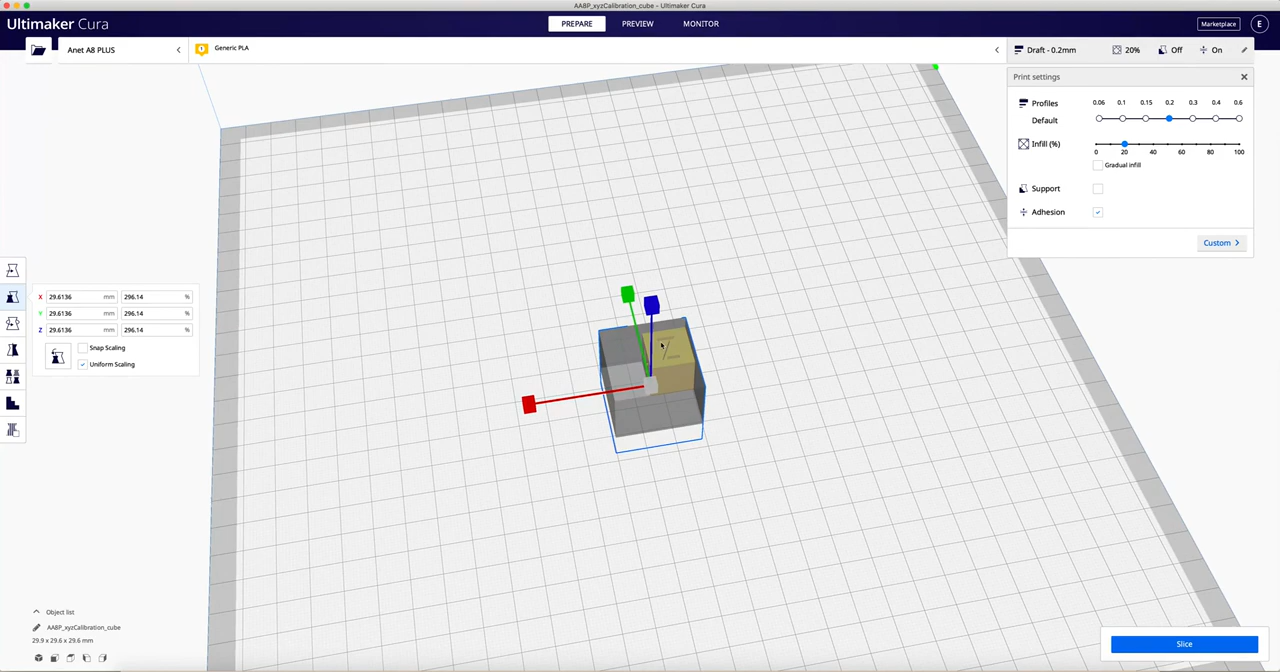 AA8P_xyzCalibration_cube - Ultimaker Cura
Ultimaker Cura
PREPARE
PREVIEW
MONITOR
Marketplace
E
Anet A8 PLUS
Generic PLA
Draft - 0.2mm
20%
Off
On
Print settings
Profiles
0.06 0.1 0.15 0.2 0.3 0.4 0.6
Default
Infill (%)
0 20 40 60 80 100
Gradual infill
Support
Adhesion
Custom
X 29.6136 mm 296.14 %
Y 29.6136 mm 296.14 %
Z 29.6136 mm 296.14 %
Snap Scaling
Uniform Scaling
Z
Object list
AA8P_xyzCalibration_cube
29.9 x 29.6 x 29.6 mm
Slice